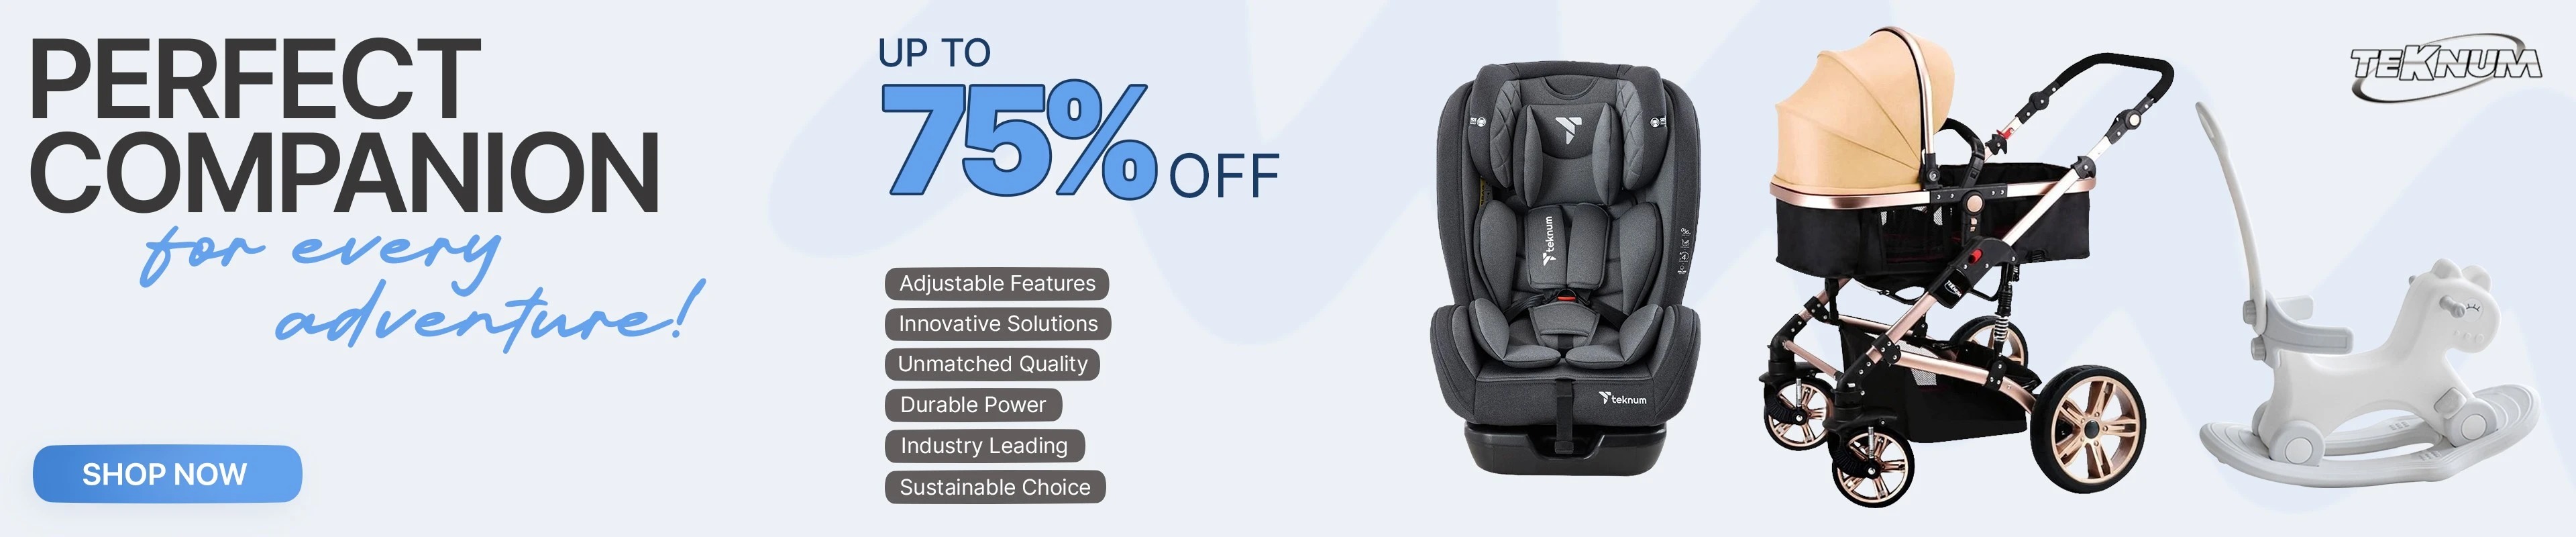 PERFECT
COMPANION
for every
adventure!
SHOP NOW
UP TO
75% OFF
Adjustable Features
Innovative Solutions
Unmatched Quality
Durable Power
Industry Leading
Sustainable Choice
teknum
teknum
TEKNUM